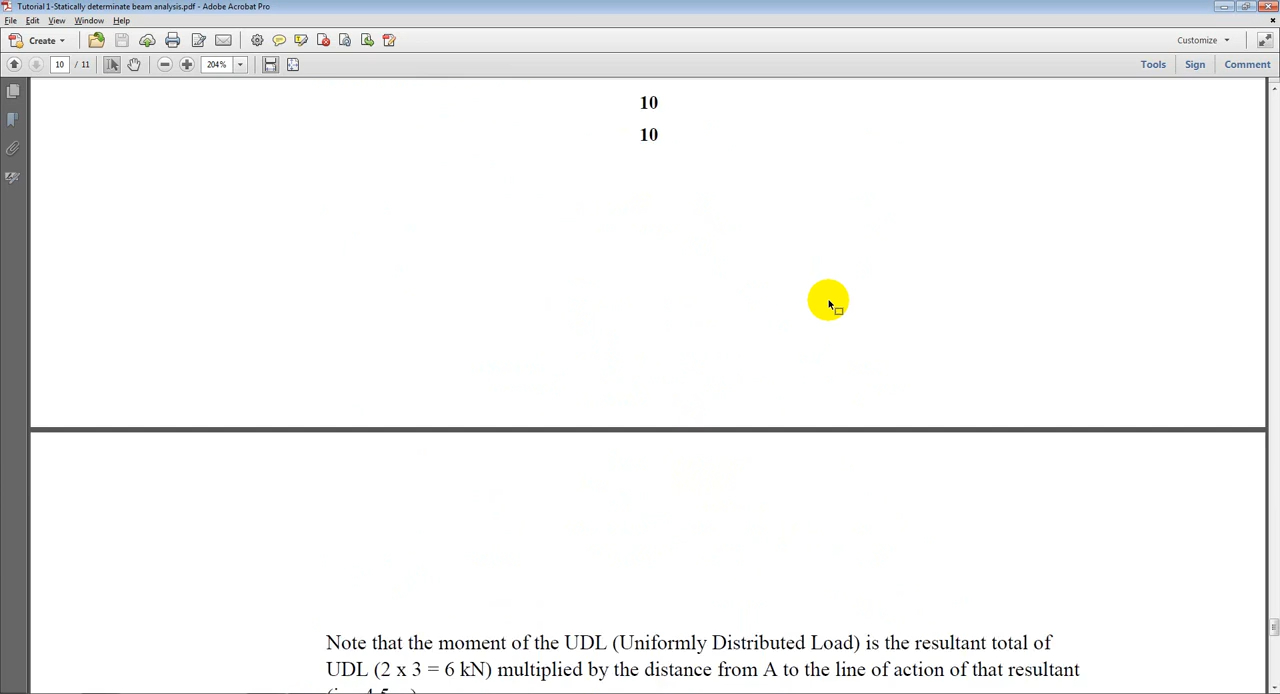 Tutorial 1-Statically determinate beam analysis.pdf - Adobe Acrobat Pro
File Edit View Window Help
Create
Customize
10 / 11
204%
Tools Sign Comment
10
10
Note that the moment of the UDL (Uniformly Distributed Load) is the resultant total of
UDL (2 x 3 = 6 kN) multiplied by the distance from A to the line of action of that resultant